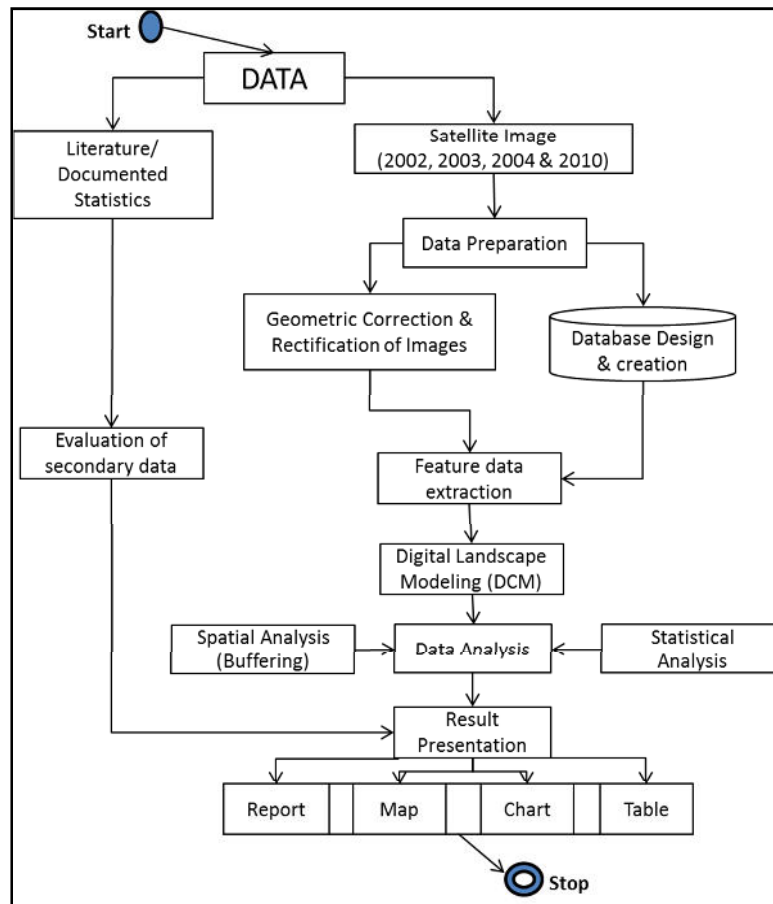 Start
DATA
Literature/
Documented
Statistics
Satellite Image
(2002, 2003, 2004 & 2010)
Data Preparation
Geometric Correction &
Rectification of Images
Database Design
& creation
Evaluation of
secondary data
Feature data
extraction
Digital Landscape
Modeling (DCM)
Spatial Analysis
(Buffering)
Data Analysis
Statistical
Analysis
Result
Presentation
Report
Map
Chart
Table
Stop